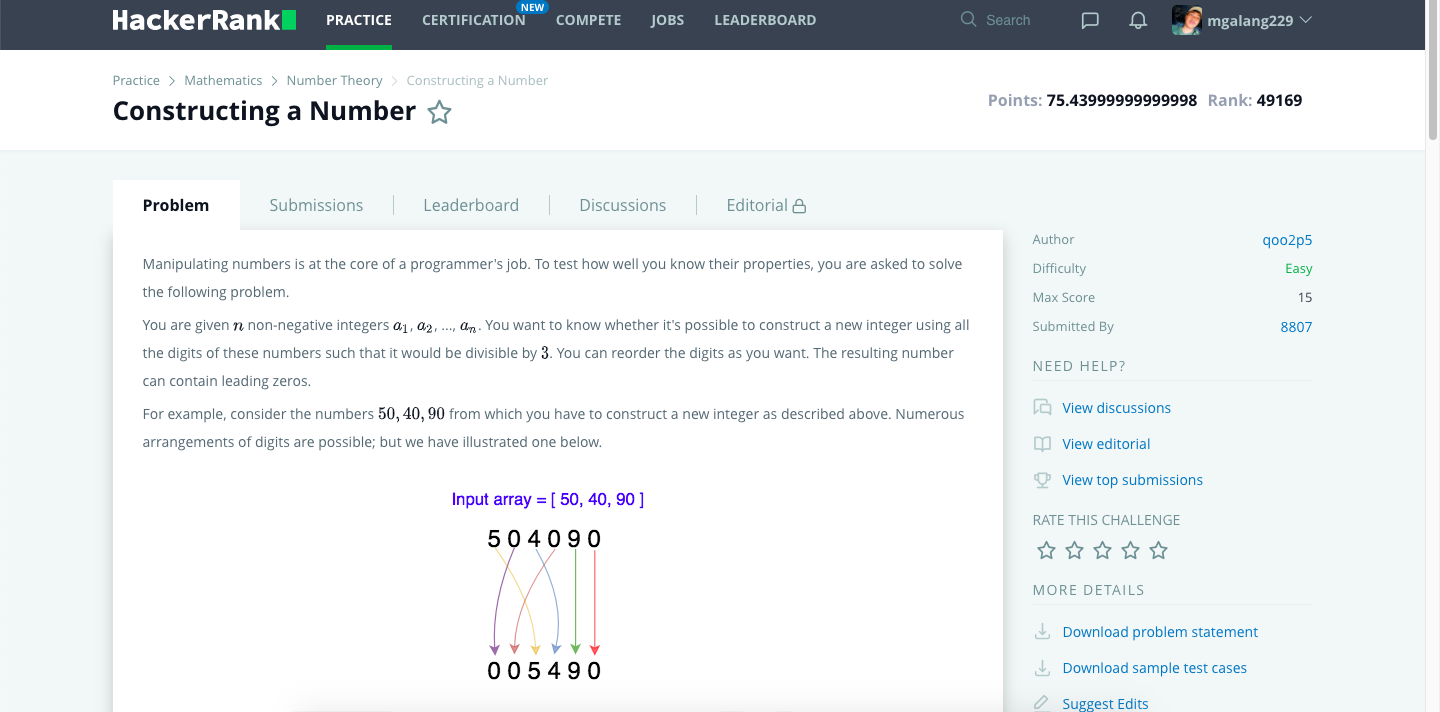 HackerRank
PRACTICE
CERTIFICATION
NEW
COMPETE
JOBS
LEADERBOARD
Search
mgalang229
Practice > Mathematics > Number Theory > Constructing a Number
Constructing a Number
Points: 75.43999999999998 Rank: 49169
Problem
Submissions
Leaderboard
Discussions
Editorial
Manipulating numbers is at the core of a programmer's job. To test how well you know their properties, you are asked to solve
the following problem.
You are given n non-negative integers a1, a2, ..., an. You want to know whether it's possible to construct a new integer using all
the digits of these numbers such that it would be divisible by 3. You can reorder the digits as you want. The resulting number
can contain leading zeros.
For example, consider the numbers 50, 40, 90 from which you have to construct a new integer as described above. Numerous
arrangements of digits are possible; but we have illustrated one below.
Input array = [ 50, 40, 90 ]
5 0 4 0 9 0
0 0 5 4 9 0
Author qoo2p5
Difficulty Easy
Max Score 15
Submitted By 8807
NEED HELP?
View discussions
View editorial
View top submissions
RATE THIS CHALLENGE
MORE DETAILS
Download problem statement
Download sample test cases
Suggest Edits